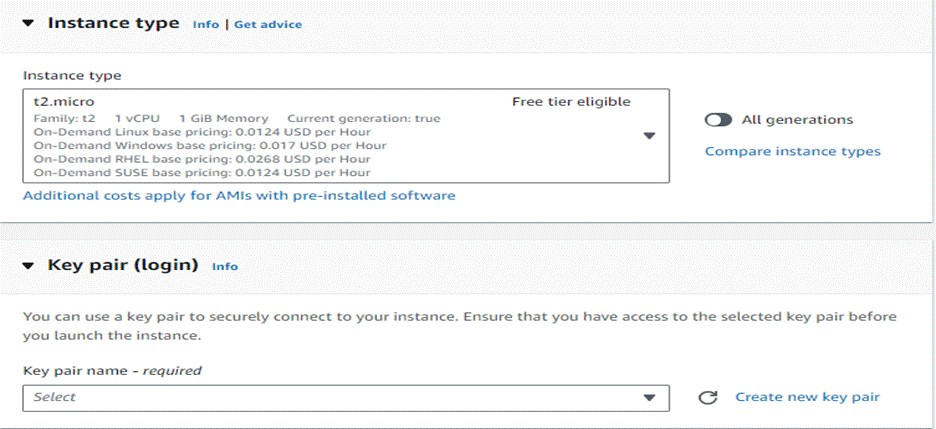 Instance type Info | Get advice
Instance type
t2.micro Free tier eligible
Family: t2 1 vCPU 1 GiB Memory Current generation: true
On-Demand Linux base pricing: 0.0124 USD per Hour
On-Demand Windows base pricing: 0.017 USD per Hour
On-Demand RHEL base pricing: 0.0268 USD per Hour
On-Demand SUSE base pricing: 0.0124 USD per Hour
All generations
Compare instance types
Additional costs apply for AMIs with pre-installed software
Key pair (login) Info
You can use a key pair to securely connect to your instance. Ensure that you have access to the selected key pair before
you launch the instance.
Key pair name - required
Select
Create new key pair